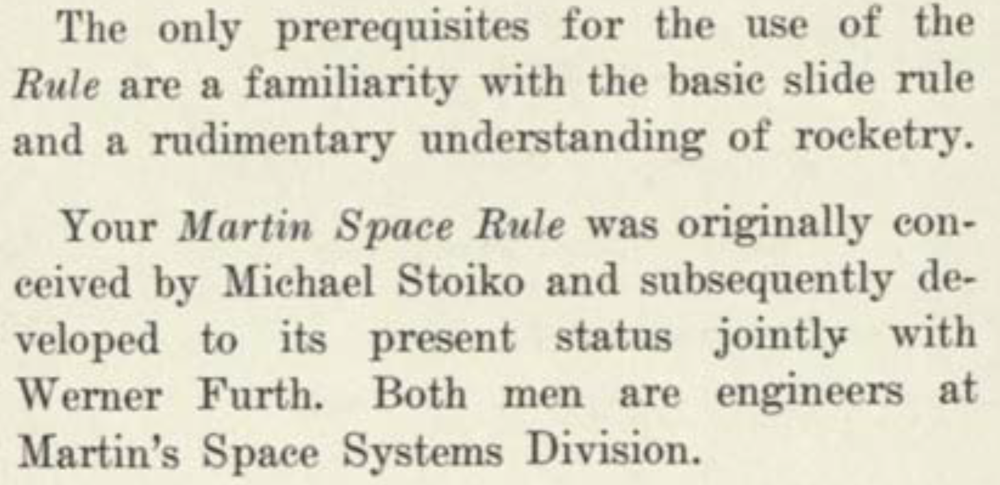 The only prerequisites for the use of the
Rule are a familiarity with the basic slide rule
and a rudimentary understanding of rocketry.
Your Martin Space Rule was originally con-
ceived by Michael Stoiko and subsequently de-
veloped to its present status jointly with
Werner Furth. Both men are engineers at
Martin's Space Systems Division.